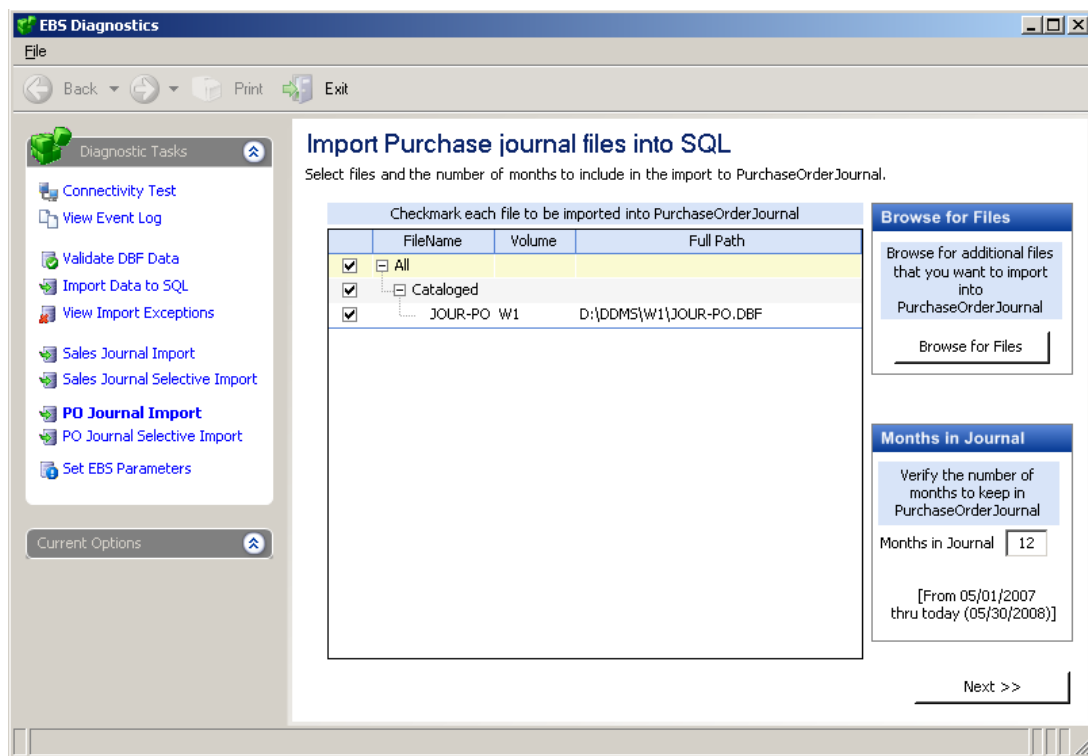 EBS Diagnostics
File
Back
Print
Exit
Diagnostic Tasks
Connectivity Test
View Event Log
Validate DBF Data
Import Data to SQL
View Import Exceptions
Sales Journal Import
Sales Journal Selective Import
PO Journal Import
PO Journal Selective Import
Set EBS Parameters
Current Options
Import Purchase journal files into SQL
Select files and the number of months to include in the import to PurchaseOrderJournal.
Checkmark each file to be imported into PurchaseOrderJournal
FileName Volume Full Path
All
Cataloged
JOUR-PO W1 D:\DDMS\W1\JOUR-PO.DBF
Browse for Files
Browse for additional files
that you want to import
into
PurchaseOrderJournal
Browse for Files
Months in Journal
Verify the number of
months to keep in
PurchaseOrderJournal
Months in Journal 12
[From 05/01/2007
thru today (05/30/2008)]
Next >>